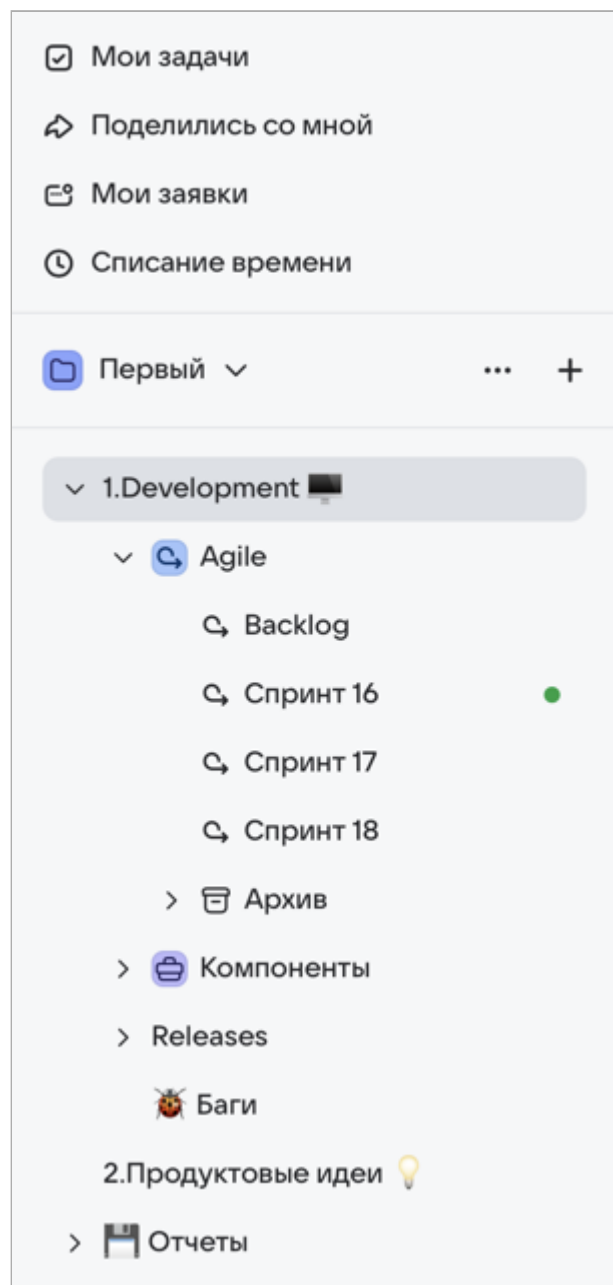 Мои задачи
Поделились со мной
Мои заявки
Списание времени
Первый
1.Development 🖥️
Agile
Backlog
Спринт 16
Спринт 17
Спринт 18
Архив
Компоненты
Releases
🐞 Баги
2.Продуктовые идеи 💡
💾 Отчеты